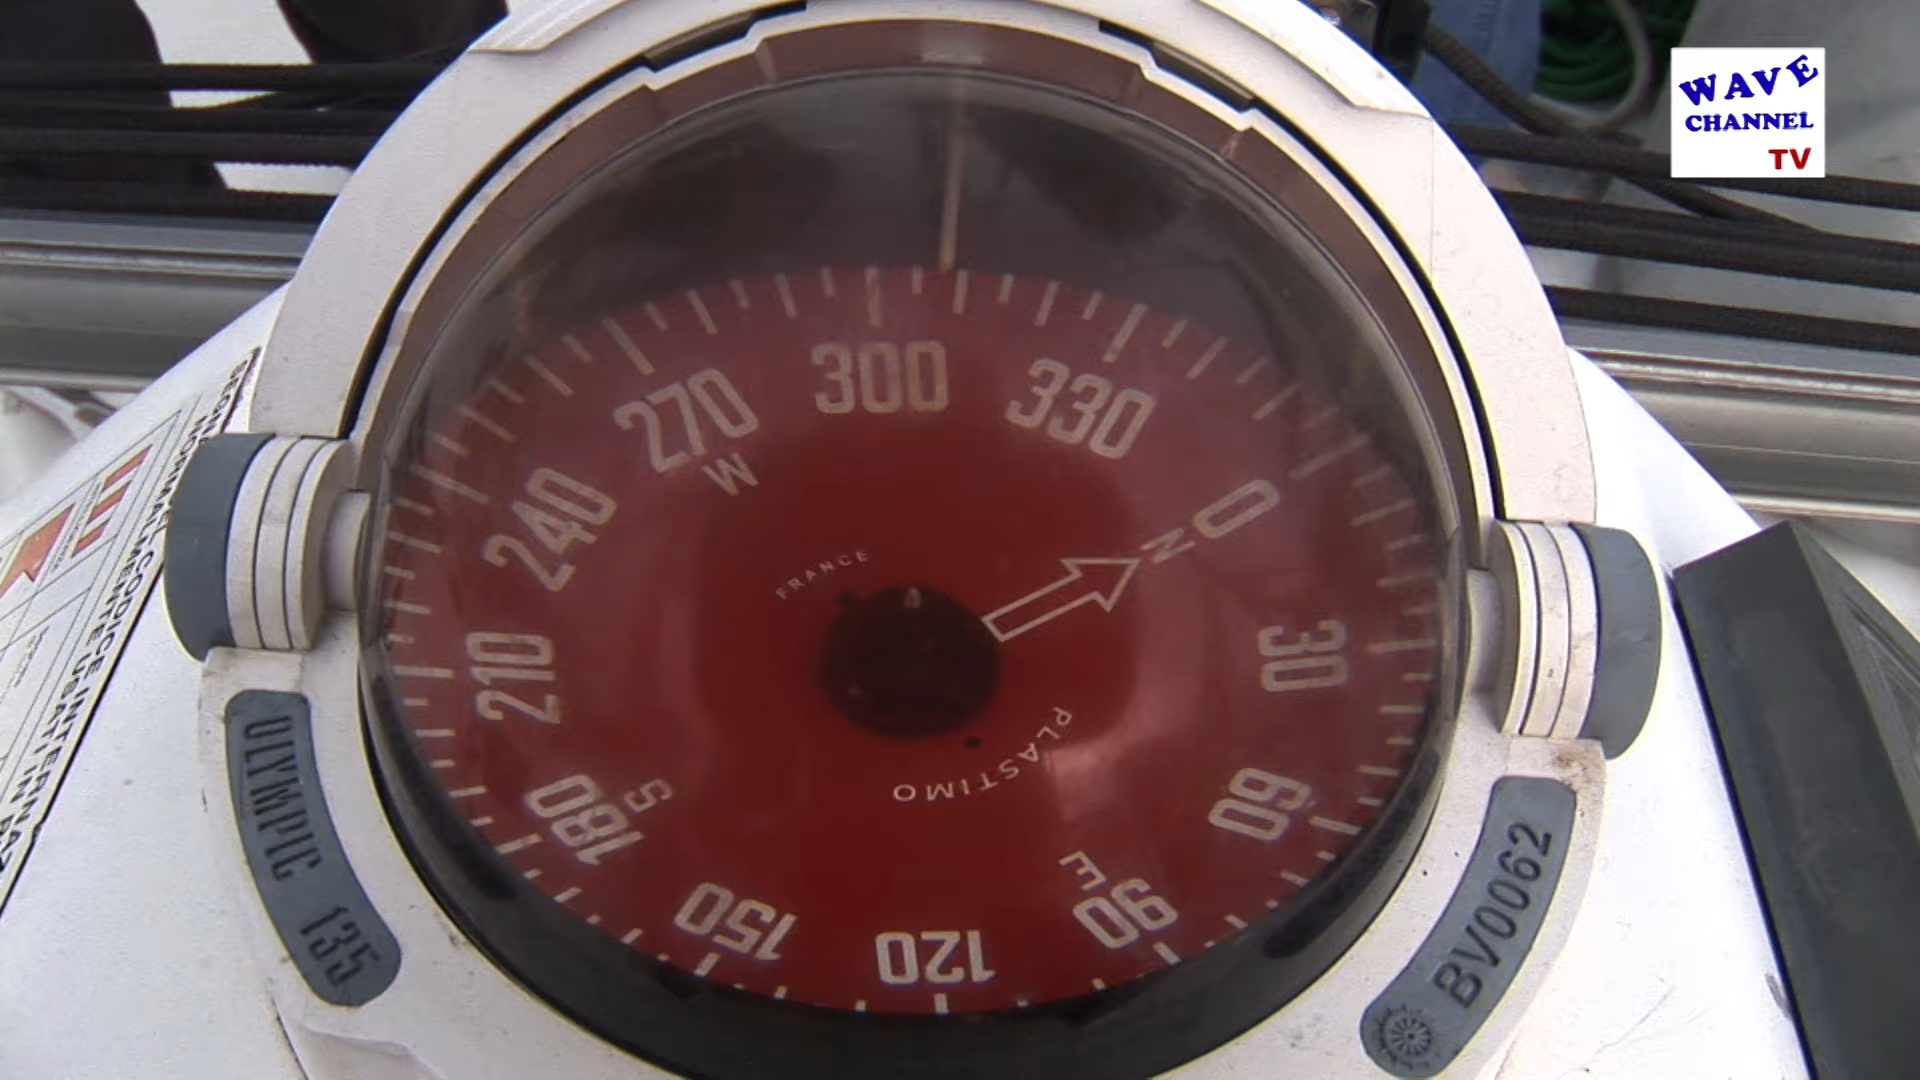 WAVE
CHANNEL
TV
300
330
270
W
0
N
240
FRANCE
30
210
PLASTIMO
180
S
60
E
90
150
120
OLYMPIC 135
BV0062